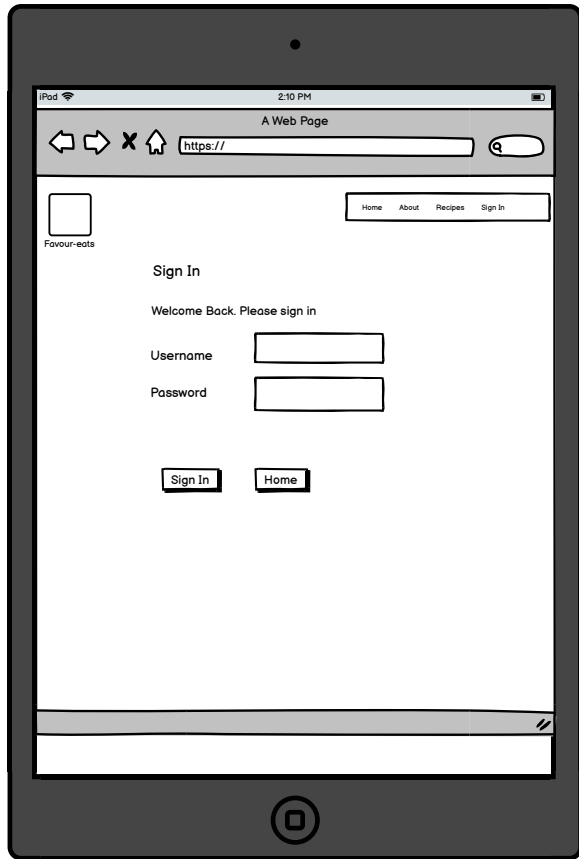 iPad 2:10 PM
A Web Page
https://
Home About Recipes Sign In
Favour-eats
Sign In
Welcome Back. Please sign in
Username
Password
Sign In Home